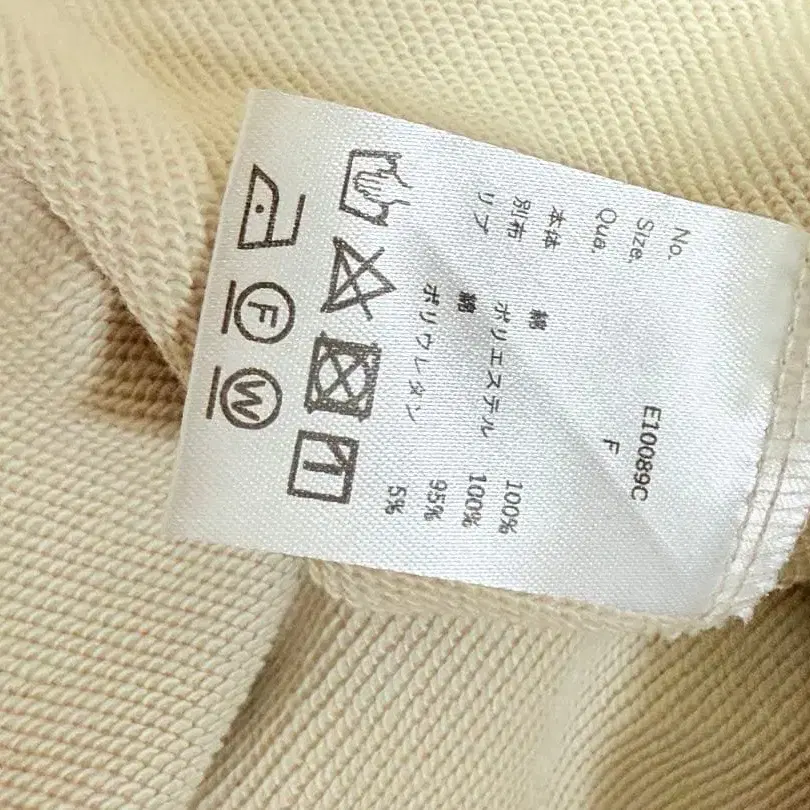 No. E10089C
Size. F
Qua.
本体 綿 100%
別布 ポリエステル 100%
リブ 綿 95%
ポリウレタン 5%
F W